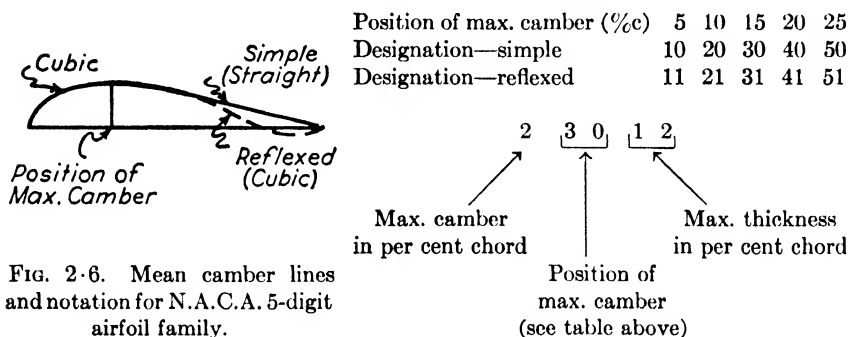 Position of max. camber (%c) 5 10 15 20 25
Designation—simple 10 20 30 40 50
Designation—reflexed 11 21 31 41 51
Cubic
Simple
(Straight)
Reflexed
(Cubic)
Position of
Max. Camber
2 3 0 1 2
Max. camber
in per cent chord
Max. thickness
in per cent chord
Position of
max. camber
(see table above)
FIG. 2·6. Mean camber lines
and notation for N.A.C.A. 5-digit
airfoil family.